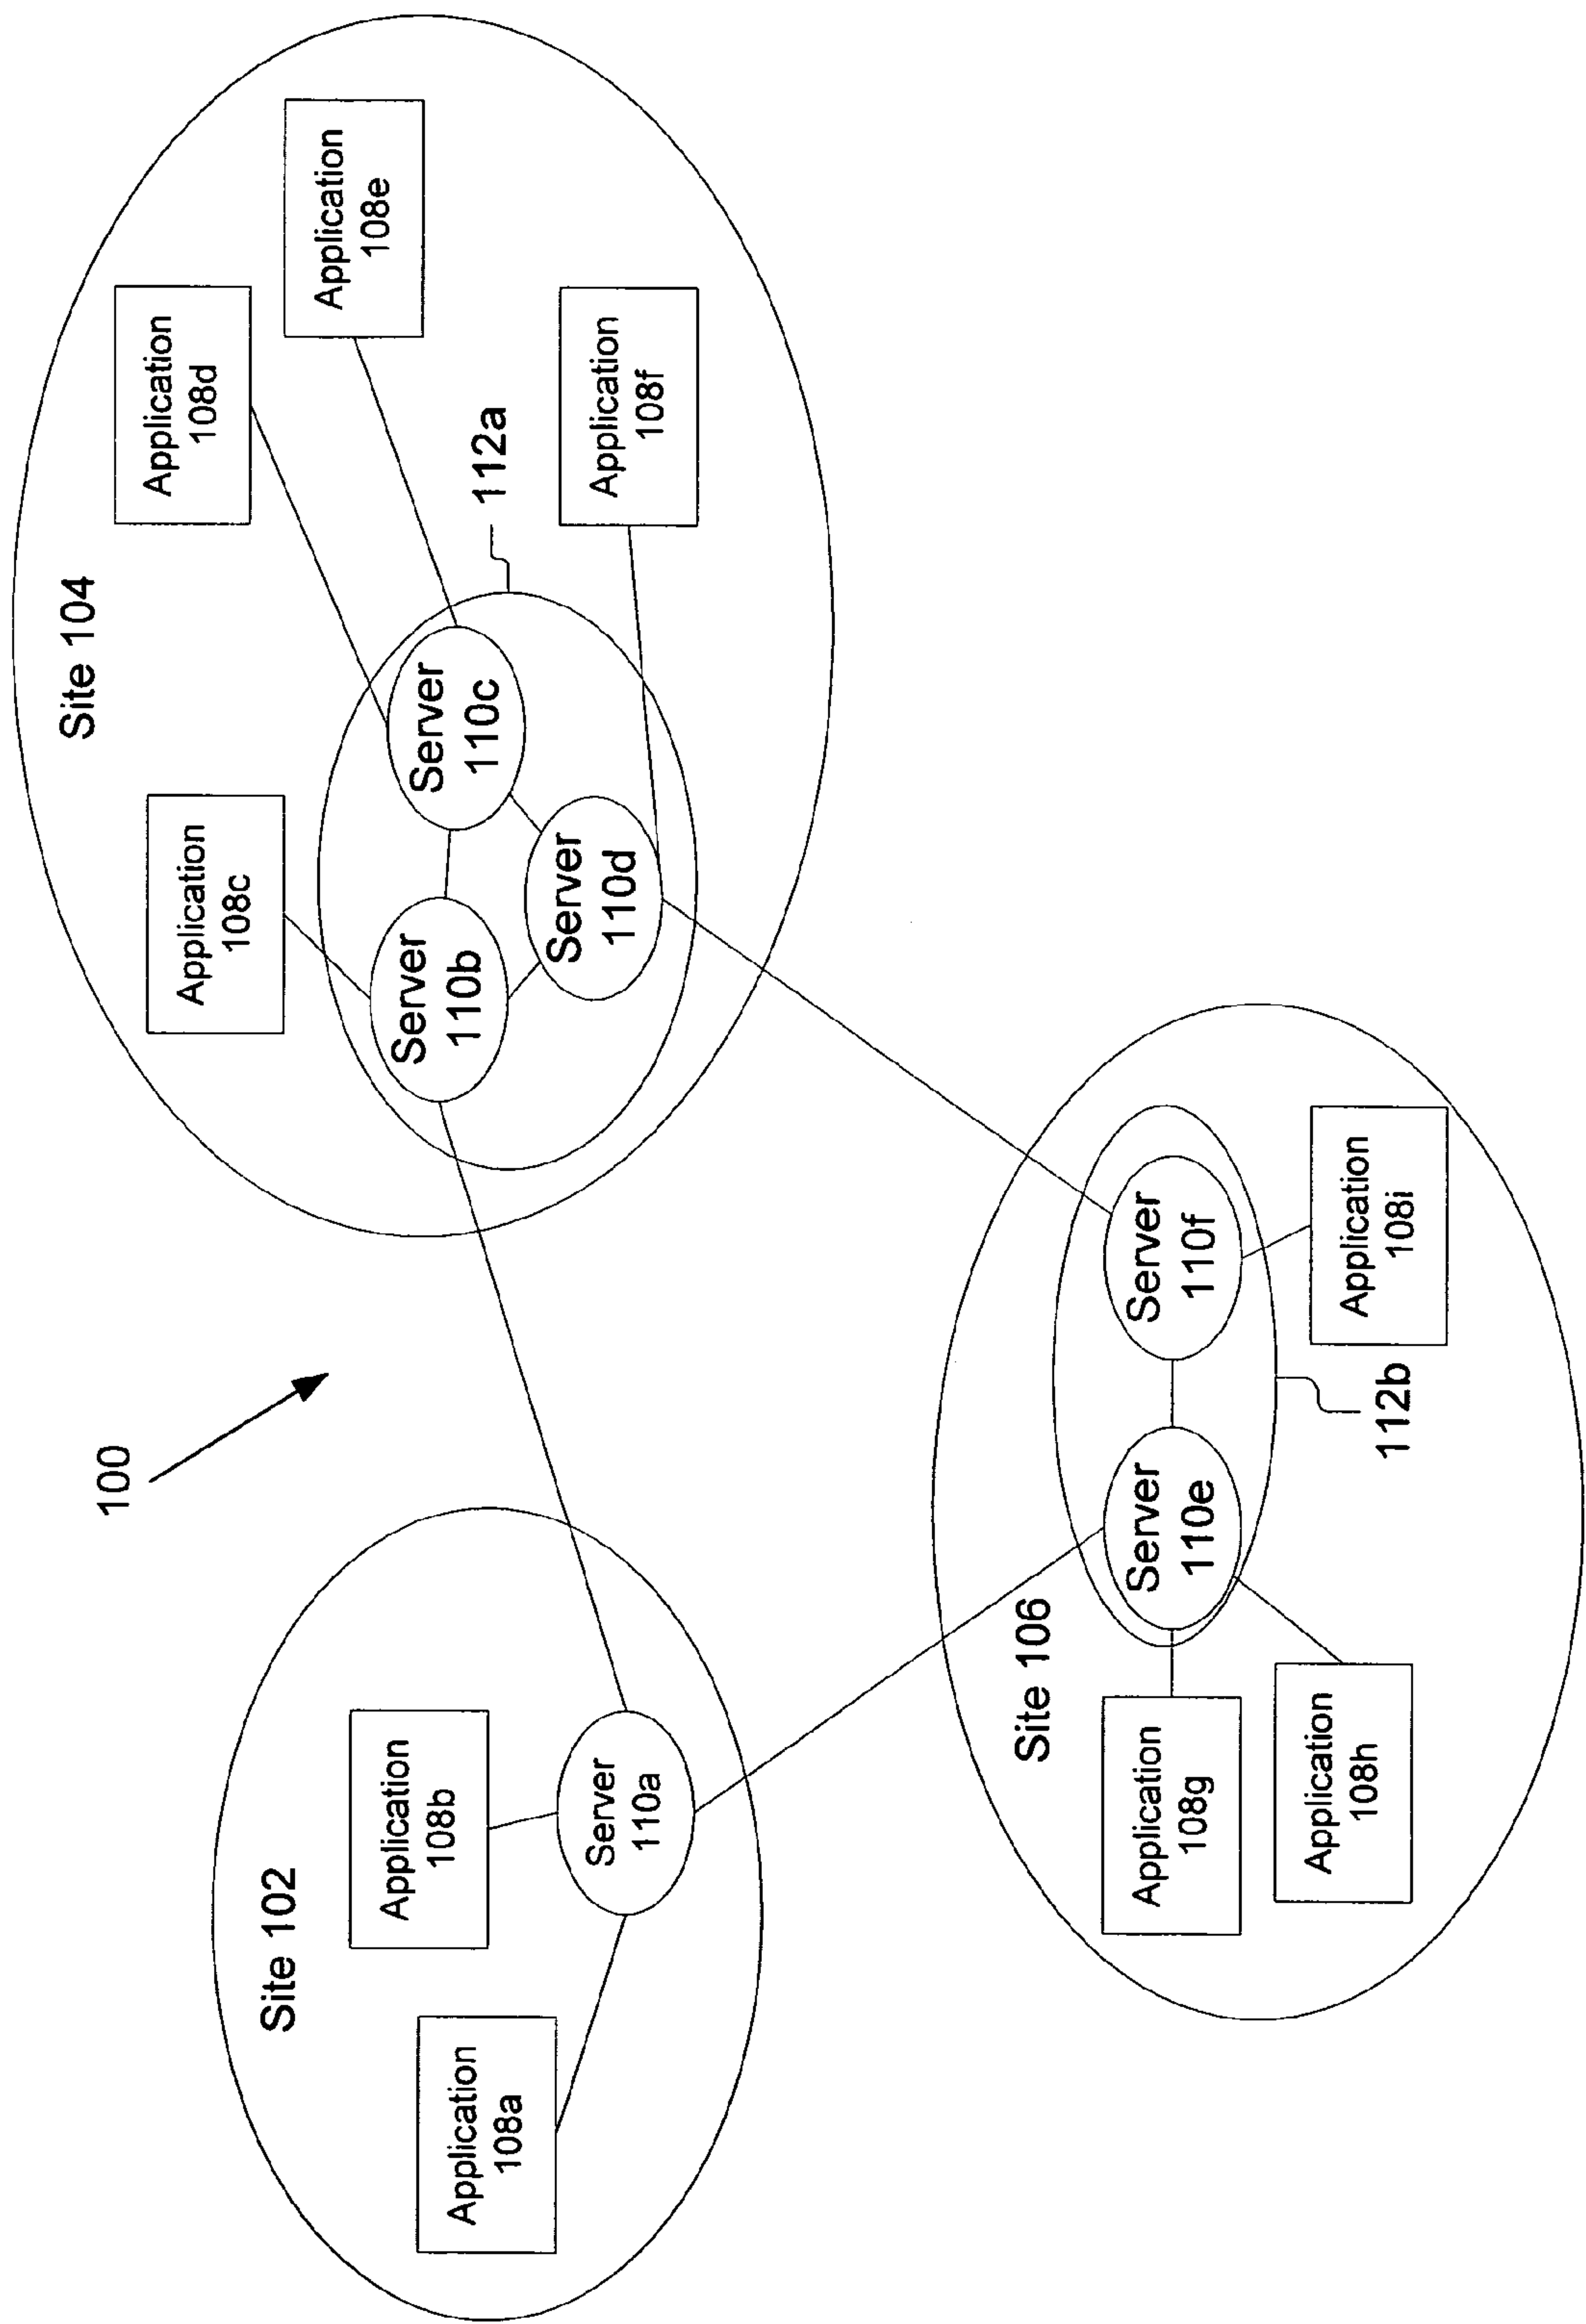 100
Site 102
Application
108a
Application
108b
Server
110a
Site 104
Application
108c
Application
108d
Application
108e
Application
108f
Server
110b
Server
110c
Server
110d
112a
Site 106
Application
108g
Application
108h
Server
110e
Server
110f
Application
108i
112b